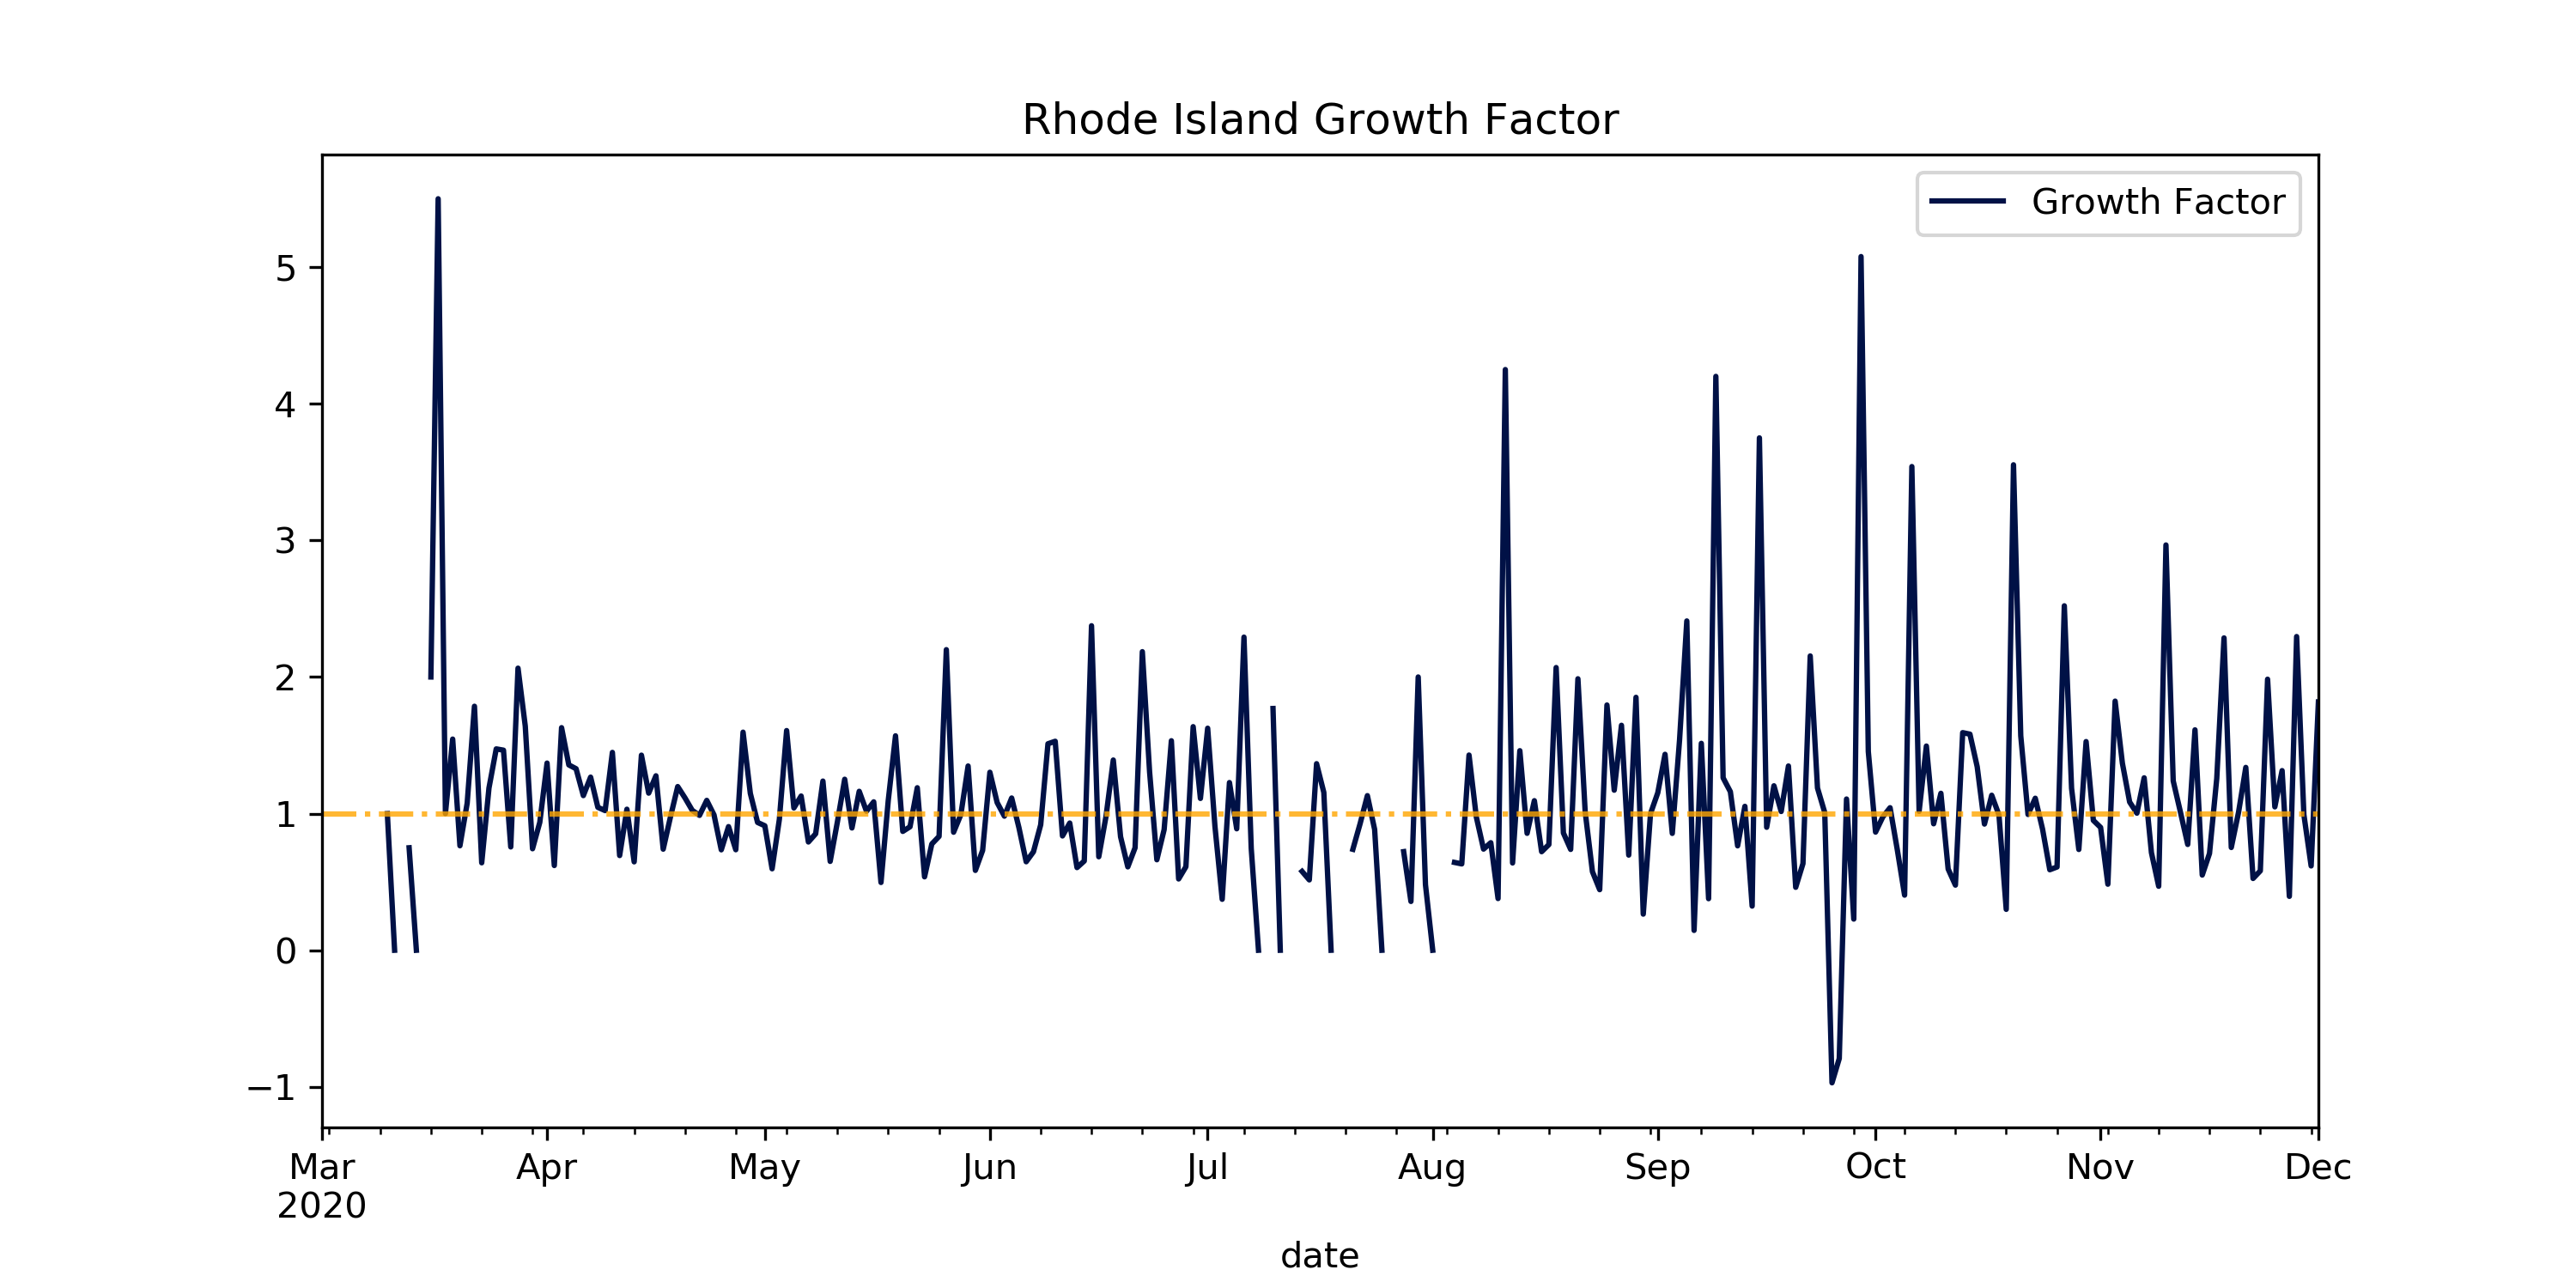 Rhode Island Growth Factor
Growth Factor
5
4
3
2
1
0
−1
Mar Apr May Jun Jul Aug Sep Oct Nov Dec
2020
date